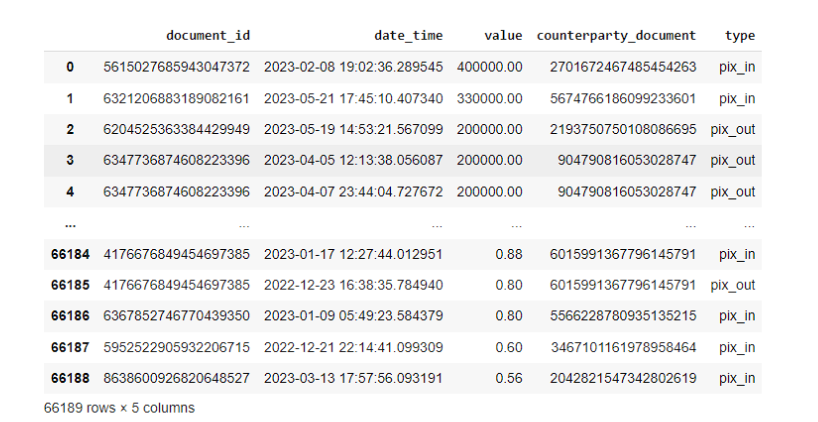 document_id date_time value counterparty_document type
0 5615027685943047372 2023-02-08 19:02:36.289545 400000.00 2701672467485454263 pix_in
1 6321206883189082161 2023-05-21 17:45:10.407340 330000.00 5674766186099233601 pix_in
2 6204525363384429949 2023-05-19 14:53:21.567099 200000.00 2193750750108086695 pix_out
3 6347736874608223396 2023-04-05 12:13:38.056087 200000.00 904790816053028747 pix_out
4 6347736874608223396 2023-04-07 23:44:04.727672 200000.00 904790816053028747 pix_out
... ... ... ... ... ...
66184 4176676849454697385 2023-01-17 12:27:44.012951 0.88 6015991367796145791 pix_in
66185 4176676849454697385 2022-12-23 16:38:35.784940 0.80 6015991367796145791 pix_out
66186 6367852746770439350 2023-01-09 05:49:23.584379 0.80 5566228780935135215 pix_in
66187 5952522905932206715 2022-12-21 22:14:41.099309 0.60 3467101161978958464 pix_in
66188 8638600926820648527 2023-03-13 17:57:56.093191 0.56 2042821547342802619 pix_in
66189 rows × 5 columns